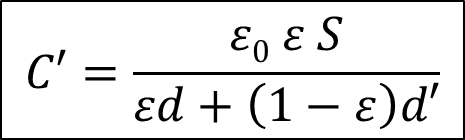 C′ = ε₀ ε S / εd + (1 − ε)d′